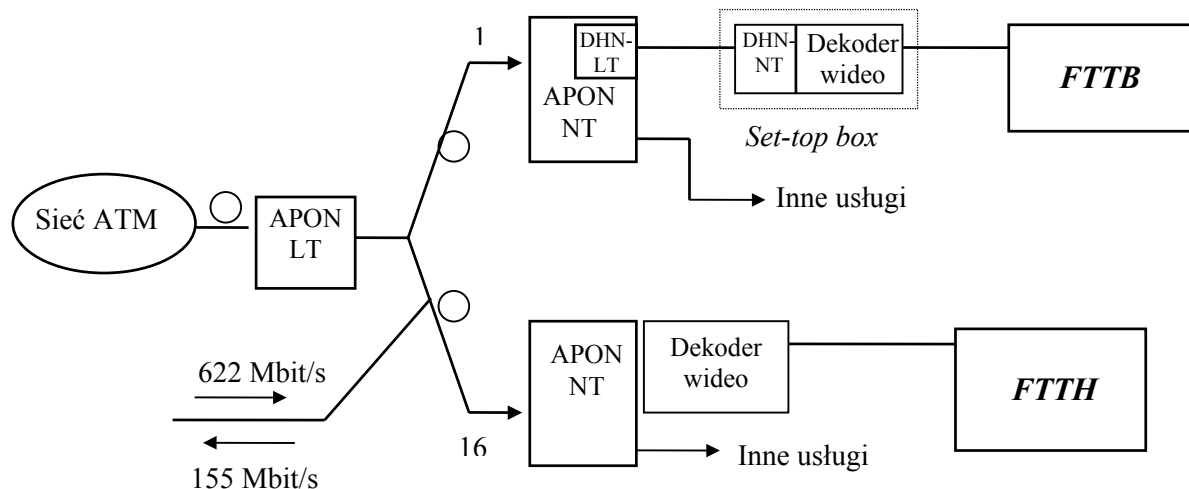 1
DHN-
LT
APON
NT
DHN-
NT
Dekoder
wideo
FTTB
Set-top box
Inne usługi
Sieć ATM
APON
LT
622 Mbit/s
155 Mbit/s
16
APON
NT
Dekoder
wideo
FTTH
Inne usługi